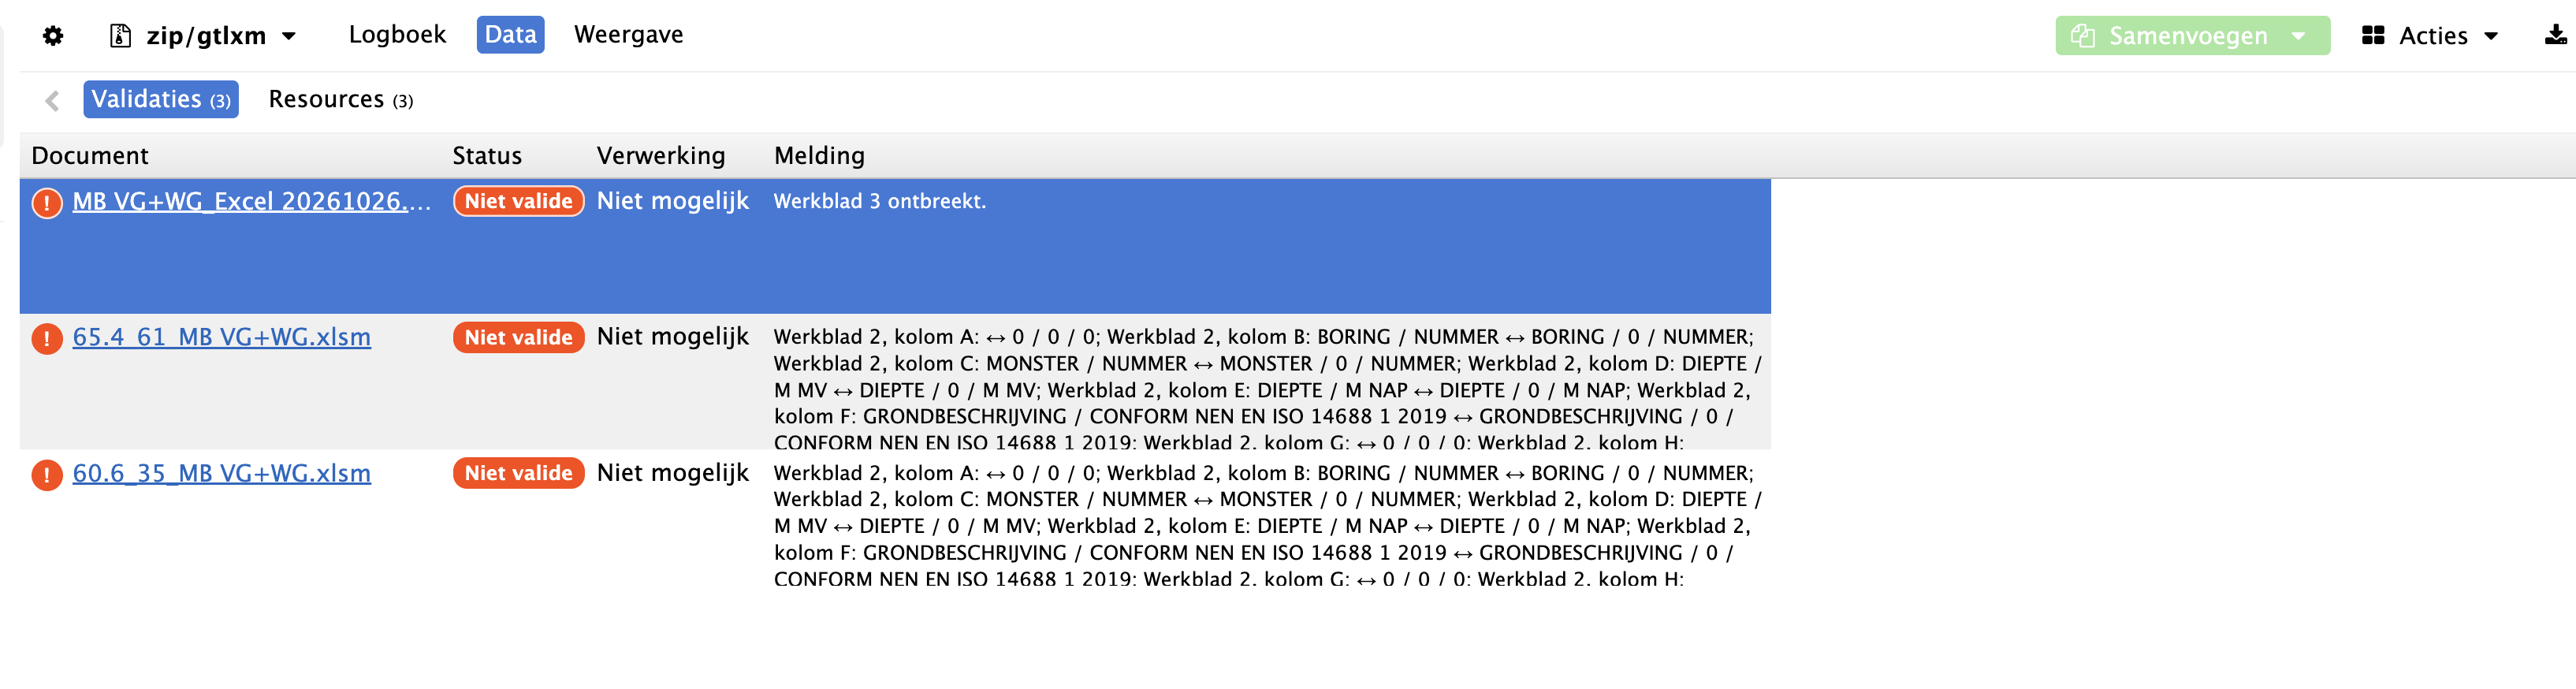 zip/gtlxm Logboek Data Weergave Samenvoegen Acties
Validaties (3) Resources (3)
Document Status Verwerking Melding
MB VG+WG_Excel 20261026.... Niet valide Niet mogelijk Werkblad 3 ontbreekt.
65.4_61_MB VG+WG.xlsm Niet valide Niet mogelijk Werkblad 2, kolom A: ↔ 0 / 0 / 0; Werkblad 2, kolom B: BORING / NUMMER ↔ BORING / 0 / NUMMER;
Werkblad 2, kolom C: MONSTER / NUMMER ↔ MONSTER / 0 / NUMMER; Werkblad 2, kolom D: DIEPTE /
M MV ↔ DIEPTE / 0 / M MV; Werkblad 2, kolom E: DIEPTE / M NAP ↔ DIEPTE / 0 / M NAP; Werkblad 2,
kolom F: GRONDBESCHRIJVING / CONFORM NEN EN ISO 14688 1 2019 ↔ GRONDBESCHRIJVING / 0 /
CONFORM NEN EN ISO 14688 1 2019; Werkblad 2, kolom G: ↔ 0 / 0 / 0; Werkblad 2, kolom H:
60.6_35_MB VG+WG.xlsm Niet valide Niet mogelijk Werkblad 2, kolom A: ↔ 0 / 0 / 0; Werkblad 2, kolom B: BORING / NUMMER ↔ BORING / 0 / NUMMER;
Werkblad 2, kolom C: MONSTER / NUMMER ↔ MONSTER / 0 / NUMMER; Werkblad 2, kolom D: DIEPTE /
M MV ↔ DIEPTE / 0 / M MV; Werkblad 2, kolom E: DIEPTE / M NAP ↔ DIEPTE / 0 / M NAP; Werkblad 2,
kolom F: GRONDBESCHRIJVING / CONFORM NEN EN ISO 14688 1 2019 ↔ GRONDBESCHRIJVING / 0 /
CONFORM NEN EN ISO 14688 1 2019; Werkblad 2, kolom G: ↔ 0 / 0 / 0; Werkblad 2, kolom H: